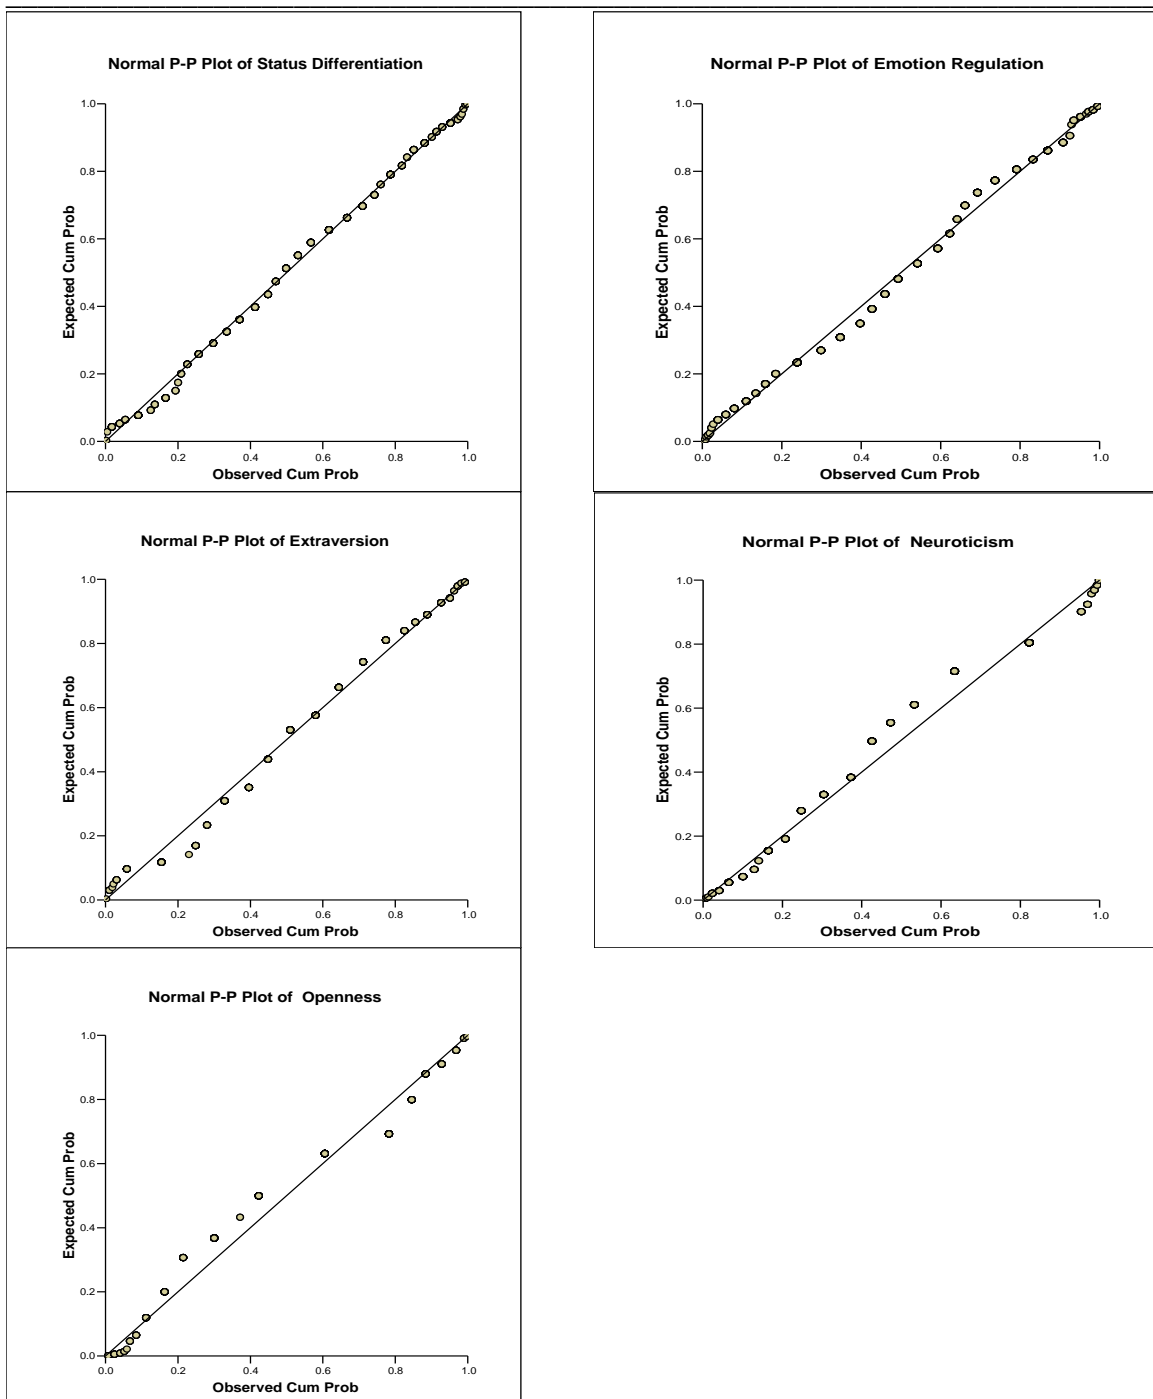 Normal P-P Plot of Status Differentiation
1.0
0.8
0.6
0.4
0.2
0.0
Expected Cum Prob
0.0 0.2 0.4 0.6 0.8 1.0
Observed Cum Prob
Normal P-P Plot of Emotion Regulation
1.0
0.8
0.6
0.4
0.2
0.0
Expected Cum Prob
0.0 0.2 0.4 0.6 0.8 1.0
Observed Cum Prob
Normal P-P Plot of Extraversion
1.0
0.8
0.6
0.4
0.2
0.0
Expected Cum Prob
0.0 0.2 0.4 0.6 0.8 1.0
Observed Cum Prob
Normal P-P Plot of Neuroticism
1.0
0.8
0.6
0.4
0.2
0.0
Expected Cum Prob
0.0 0.2 0.4 0.6 0.8 1.0
Observed Cum Prob
Normal P-P Plot of Openness
1.0
0.8
0.6
0.4
0.2
0.0
Expected Cum Prob
0.0 0.2 0.4 0.6 0.8 1.0
Observed Cum Prob